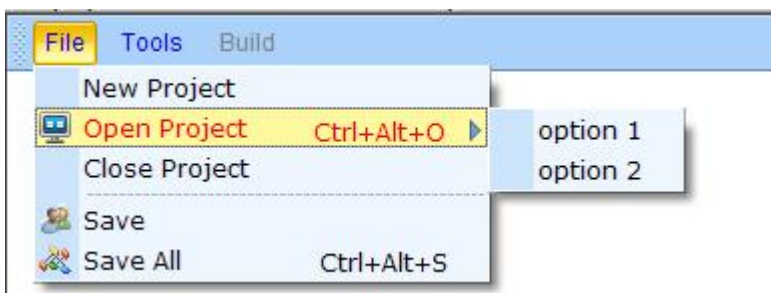 File Tools Build
New Project
Open Project Ctrl+Alt+O option 1
Close Project option 2
Save
Save All Ctrl+Alt+S